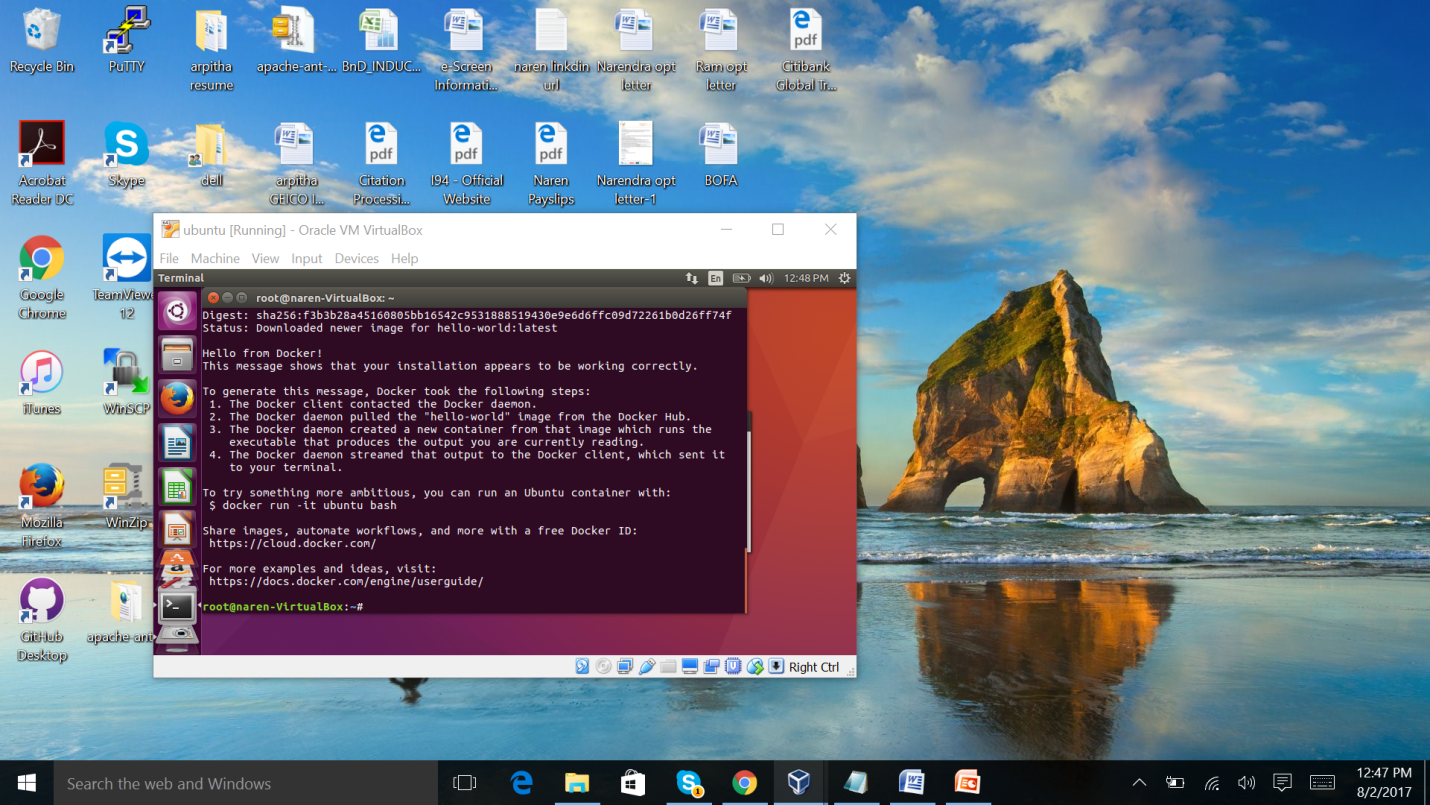 Recycle Bin
PuTTY
arpitha
resume
apache-ant-...
BnD_INDUC...
e-Screen
Informati...
naren linkdin
url
Narendra opt
letter
Ram opt
letter
Citibank
Global Tr...
Acrobat
Reader DC
Skype
dell
arpitha
GEICO I...
Citation
Processi...
I94 - Official
Website
Naren
Payslips
Narendra opt
letter-1
BOFA
Google
Chrome
TeamViewe
12
iTunes
WinSCP
Mozilla
Firefox
WinZip
GitHub
Desktop
apache-ant
ubuntu [Running] - Oracle VM VirtualBox
File Machine View Input Devices Help
Terminal
En
12:48 PM
root@naren-VirtualBox: ~
Digest: sha256:f3b3b28a45160805bb16542c9531888519430e9e6d6ffc09d72261b0d26ff74f
Status: Downloaded newer image for hello-world:latest
Hello from Docker!
This message shows that your installation appears to be working correctly.
To generate this message, Docker took the following steps:
1. The Docker client contacted the Docker daemon.
2. The Docker daemon pulled the "hello-world" image from the Docker Hub.
3. The Docker daemon created a new container from that image which runs the
executable that produces the output you are currently reading.
4. The Docker daemon streamed that output to the Docker client, which sent it
to your terminal.
To try something more ambitious, you can run an Ubuntu container with:
$ docker run -it ubuntu bash
Share images, automate workflows, and more with a free Docker ID:
https://cloud.docker.com/
For more examples and ideas, visit:
https://docs.docker.com/engine/userguide/
root@naren-VirtualBox:~#
Right Ctrl
Search the web and Windows
12:47 PM
8/2/2017